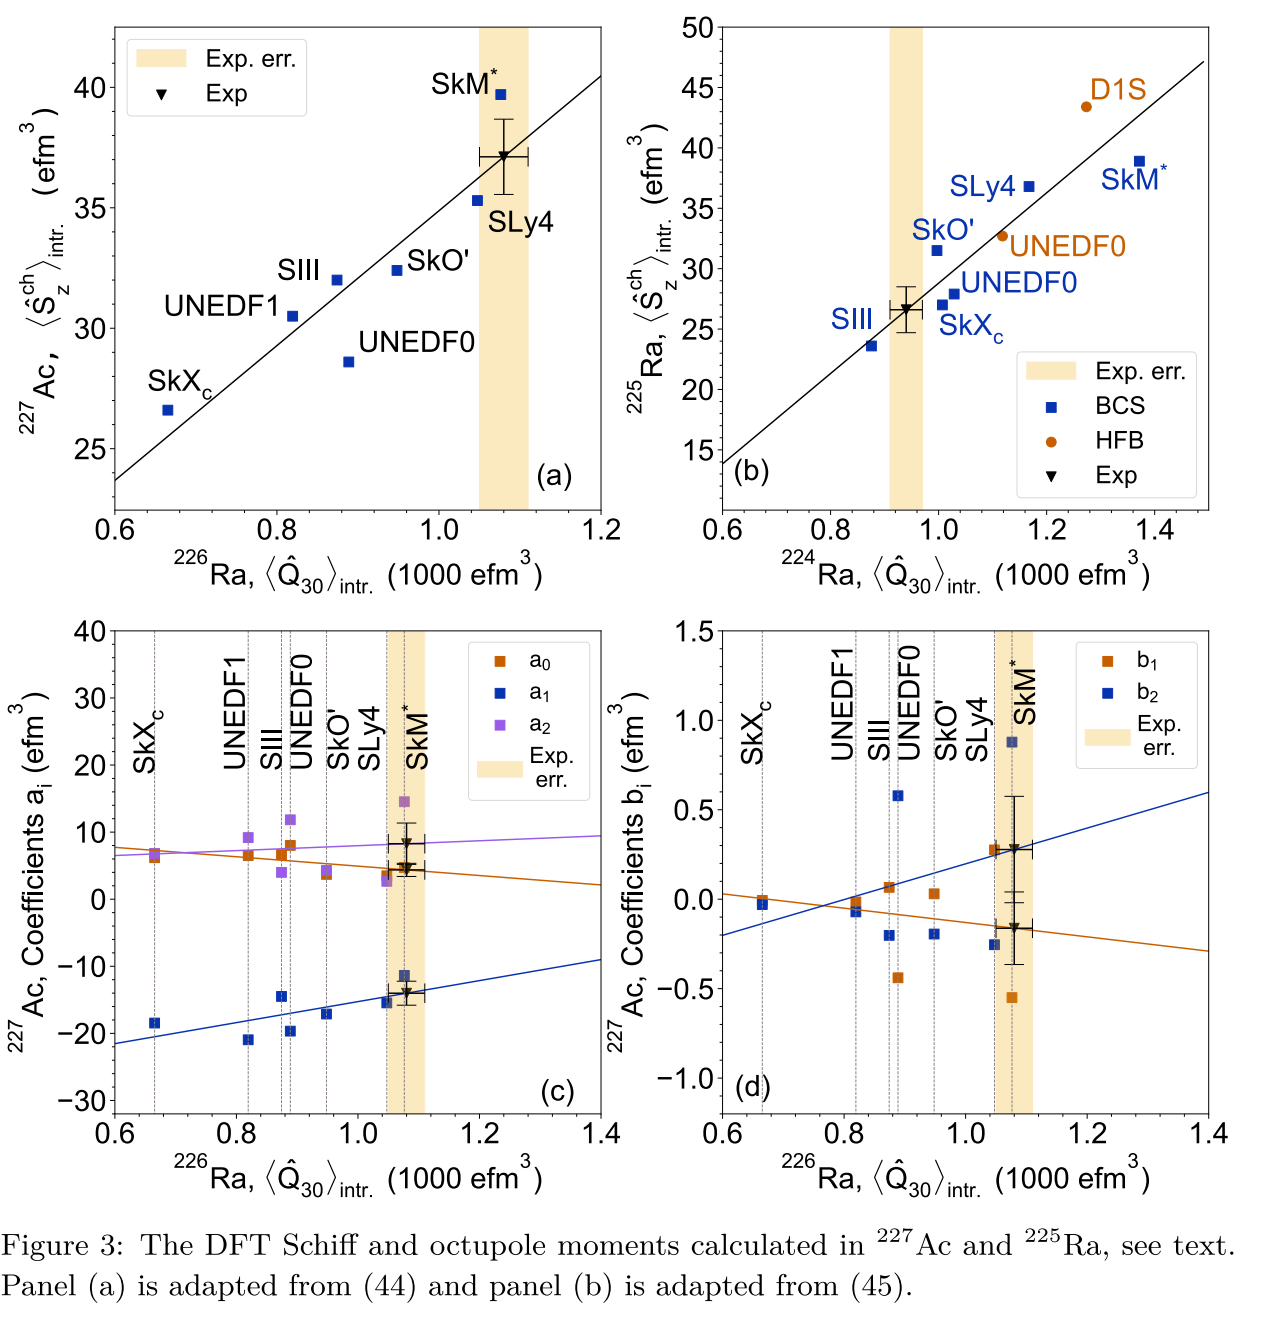 Exp. err.
Exp
SkM*
SLy4
SkO'
SIII
UNEDF1
UNEDF0
SkXc
(a)
40
35
30
25
0.6 0.8 1.0 1.2
227Ac, ⟨Ŝzch⟩intr. (efm3)
226Ra, ⟨Q̂30⟩intr. (1000 efm3)
D1S
SkM*
SLy4
SkO'
UNEDF0
UNEDF0
SIII
SkXc
Exp. err.
BCS
HFB
Exp
(b)
50
45
40
35
30
25
20
15
0.6 0.8 1.0 1.2 1.4
225Ra, ⟨Ŝzch⟩intr. (efm3)
224Ra, ⟨Q̂30⟩intr. (1000 efm3)
a0
a1
a2
Exp.
err.
SkXc
UNEDF1
SIII
UNEDF0
SkO'
SLy4
SkM*
(c)
40
30
20
10
0
−10
−20
−30
0.6 0.8 1.0 1.2 1.4
227Ac, Coefficients ai (efm3)
226Ra, ⟨Q̂30⟩intr. (1000 efm3)
b1
b2
Exp.
err.
SkXc
UNEDF1
SIII
UNEDF0
SkO'
SLy4
SkM*
(d)
1.5
1.0
0.5
0.0
−0.5
−1.0
0.6 0.8 1.0 1.2 1.4
227Ac, Coefficients bi (efm3)
226Ra, ⟨Q̂30⟩intr. (1000 efm3)
Figure 3: The DFT Schiff and octupole moments calculated in 227Ac and 225Ra, see text.
Panel (a) is adapted from (44) and panel (b) is adapted from (45).